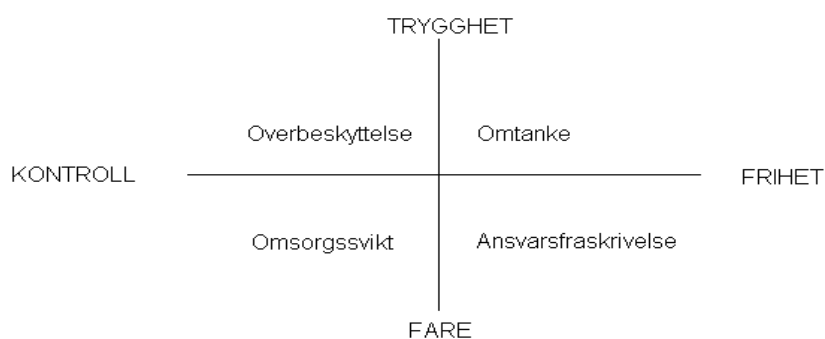 TRYGGHET
Overbeskyttelse Omtanke
KONTROLL FRIHET
Omsorgssvikt Ansvarsfraskrivelse
FARE